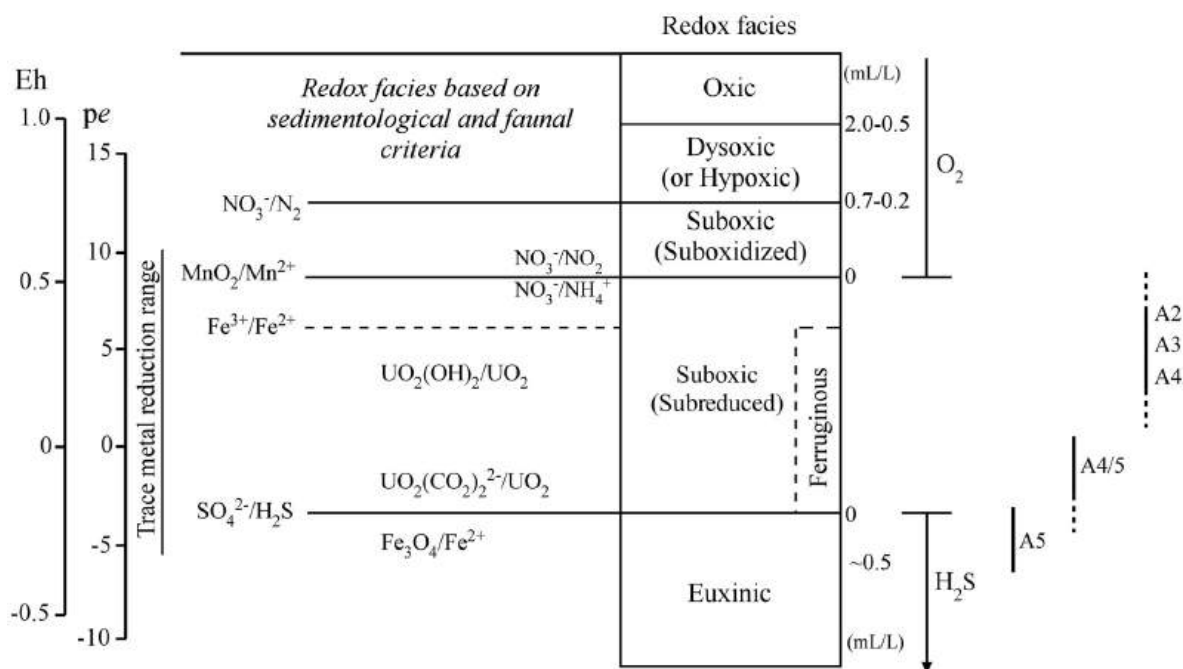 Redox facies
Eh
pe
1.0
0.5
0
-0.5
15
10
5
0
-5
-10
Trace metal reduction range
Redox facies based on
sedimentological and faunal
criteria
NO₃⁻/N₂
MnO₂/Mn²⁺
NO₃⁻/NO₂
NO₃⁻/NH₄⁺
Fe³⁺/Fe²⁺
UO₂(OH)₂/UO₂
UO₂(CO₂)₂²⁻/UO₂
SO₄²⁻/H₂S
Fe₃O₄/Fe²⁺
Oxic
Dysoxic
(or Hypoxic)
Suboxic
(Suboxidized)
Suboxic
(Subreduced)
Ferruginous
Euxinic
(mL/L)
2.0-0.5
0.7-0.2
0
0
~0.5
(mL/L)
O₂
H₂S
A2
A3
A4
A4/5
A5